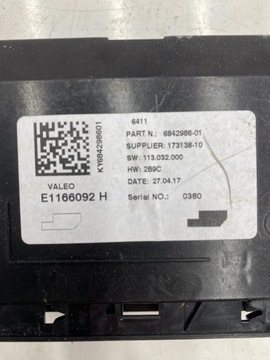 6411
PART N.: 6842986-01
SUPPLIER: 173138-10
SW: 113.032.000
HW: 2B9C
DATE: 27.04.17
Serial NO.: 0380
KY684298601
VALEO
E1166092 H